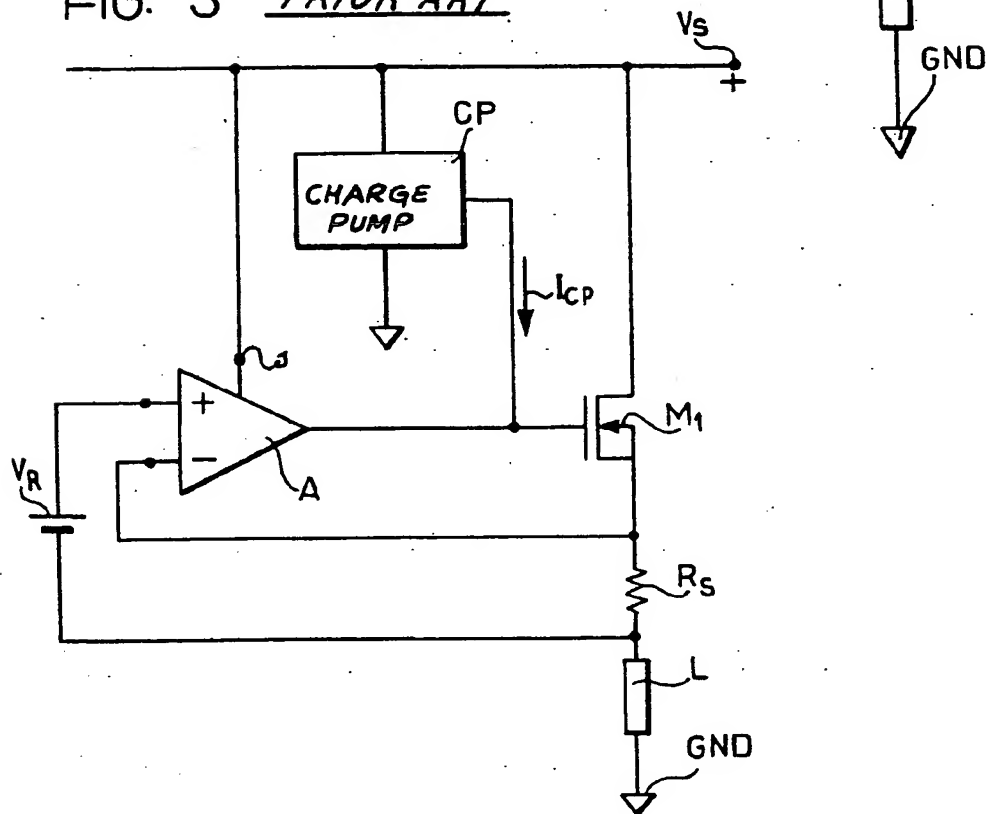 FIG. 3 PRIOR ART
VS
+
GND
CP
CHARGE
PUMP
ICP
+
M1
−
VR
A
RS
L
GND